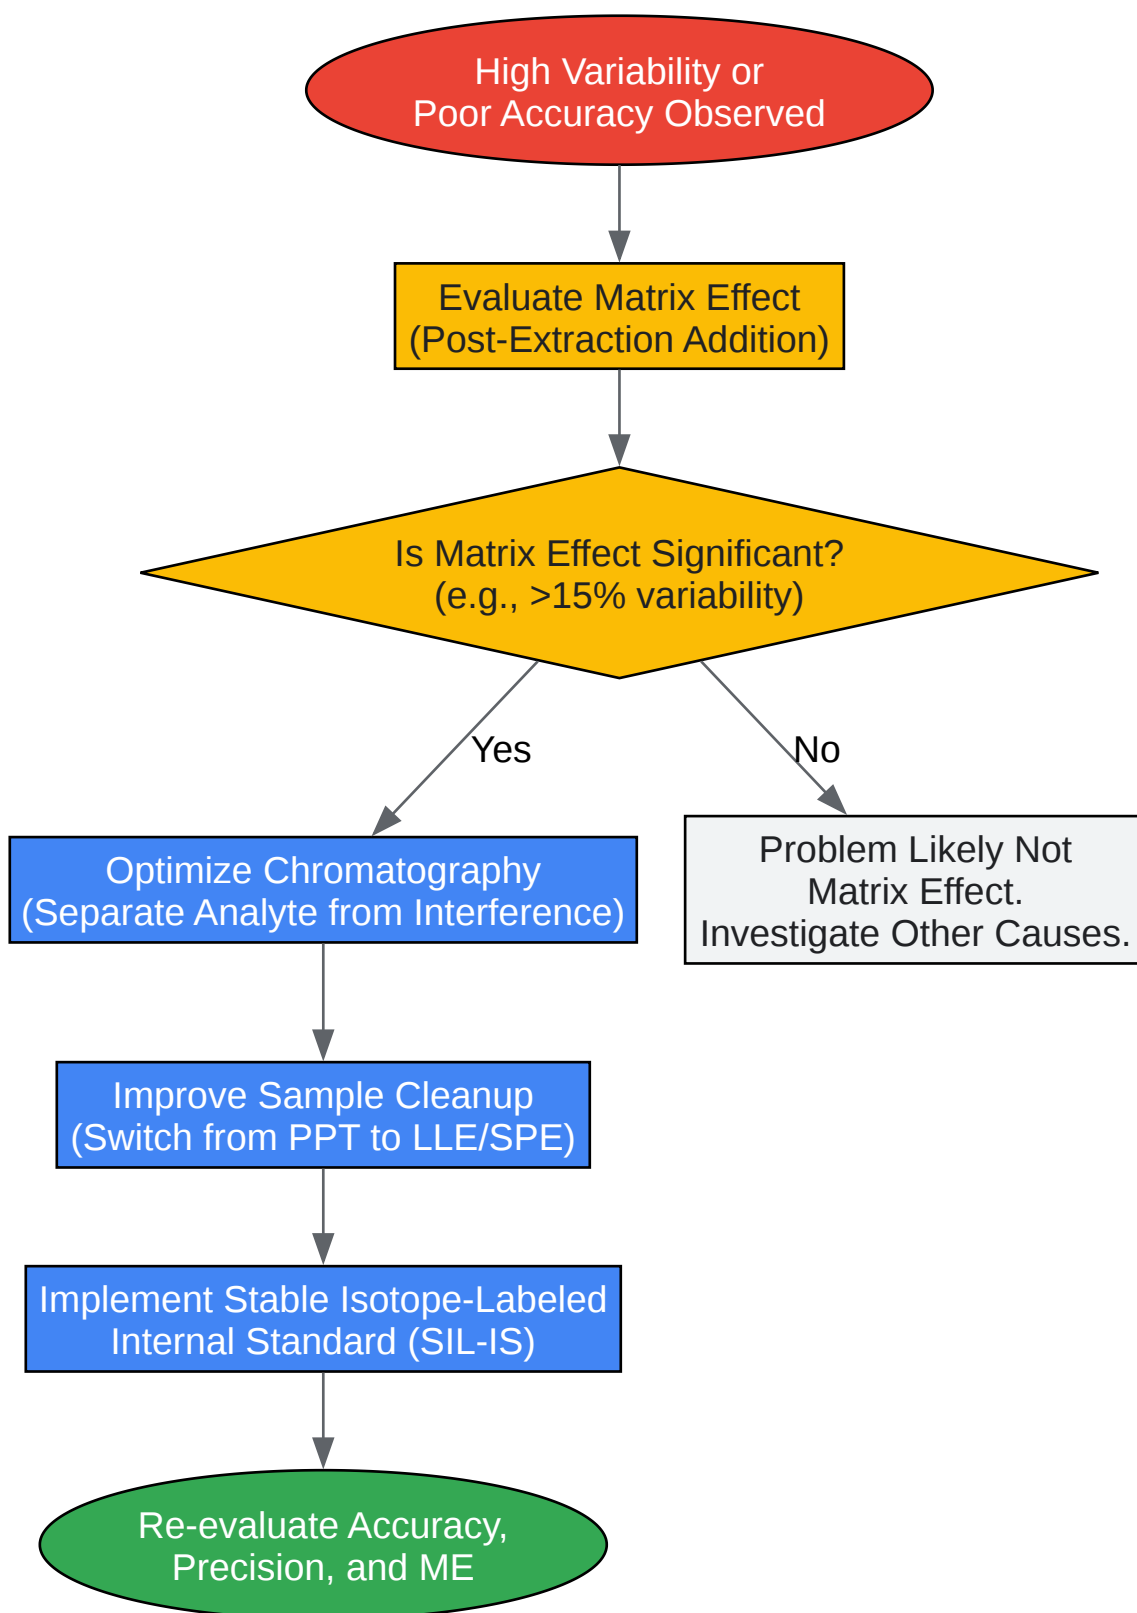 High Variability or
Poor Accuracy Observed
Evaluate Matrix Effect
(Post-Extraction Addition)
Is Matrix Effect Significant?
(e.g., >15% variability)
Yes
No
Optimize Chromatography
(Separate Analyte from Interference)
Problem Likely Not
Matrix Effect.
Investigate Other Causes.
Improve Sample Cleanup
(Switch from PPT to LLE/SPE)
Implement Stable Isotope-Labeled
Internal Standard (SIL-IS)
Re-evaluate Accuracy,
Precision, and ME